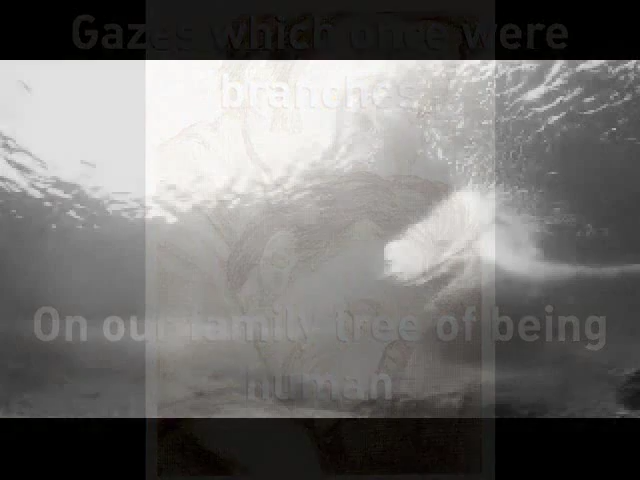 Gazes which once were
branches
On our family tree of being
human